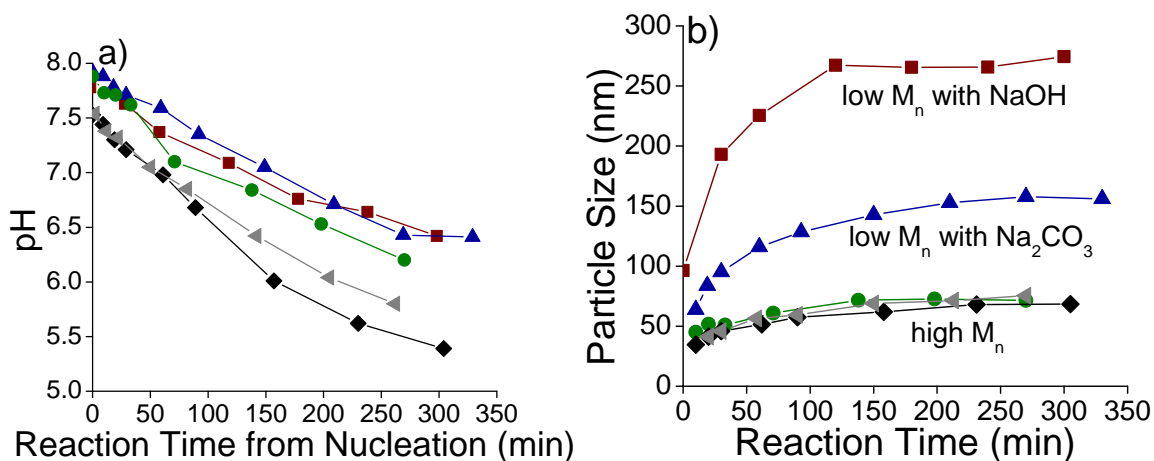 a)
8.0
7.5
7.0
6.5
6.0
5.5
5.0
pH
0 50 100 150 200 250 300 350
Reaction Time from Nucleation (min)
b)
300
250
200
150
100
50
0
Particle Size (nm)
low Mₙ with NaOH
low Mₙ with Na₂CO₃
high Mₙ
0 50 100 150 200 250 300 350
Reaction Time (min)